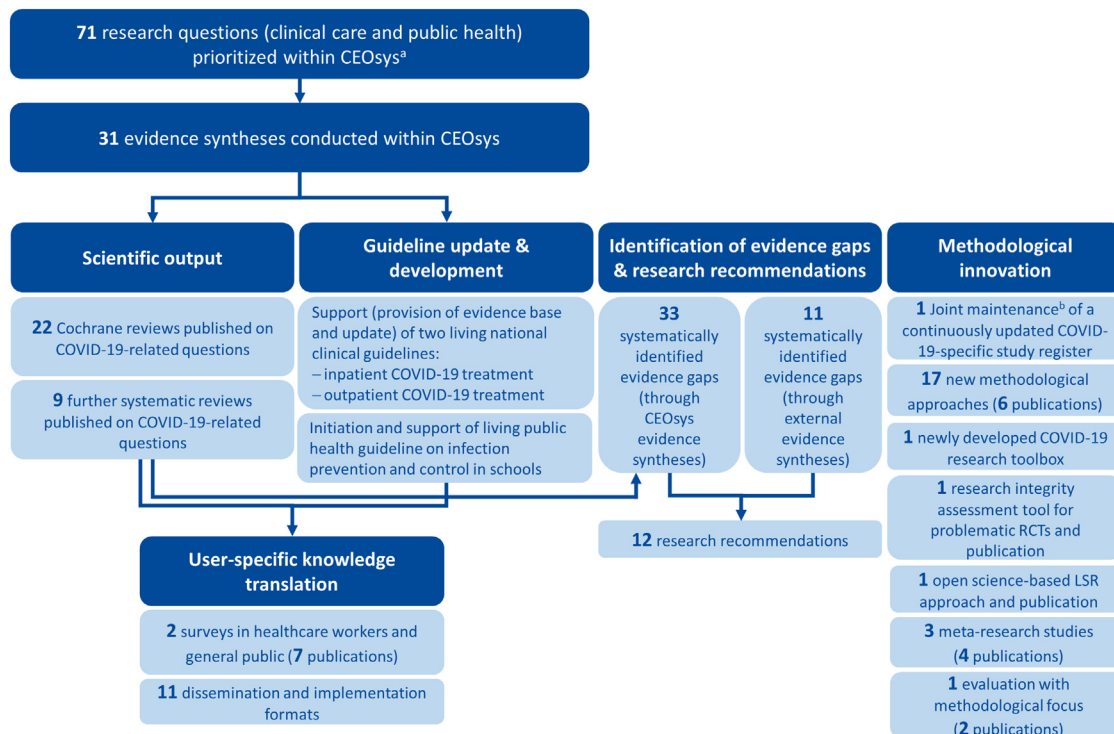 71 research questions (clinical care and public health)
prioritized within CEOsysᵃ
31 evidence syntheses conducted within CEOsys
Scientific output
22 Cochrane reviews published on
COVID-19-related questions
9 further systematic reviews
published on COVID-19-related
questions
Guideline update &
development
Support (provision of evidence base
and update) of two living national
clinical guidelines:
– inpatient COVID-19 treatment
– outpatient COVID-19 treatment
Initiation and support of living public
health guideline on infection
prevention and control in schools
Identification of evidence gaps
& research recommendations
33
systematically
identified
evidence gaps
(through
CEOsys
evidence
syntheses)
11
systematically
identified
evidence gaps
(through
external
evidence
syntheses)
12 research recommendations
Methodological
innovation
1 Joint maintenanceᵇ of a
continuously updated COVID-
19-specific study register
17 new methodological
approaches (6 publications)
1 newly developed COVID-19
research toolbox
1 research integrity
assessment tool for
problematic RCTs and
publication
1 open science-based LSR
approach and publication
3 meta-research studies
(4 publications)
1 evaluation with
methodological focus
(2 publications)
User-specific knowledge
translation
2 surveys in healthcare workers and
general public (7 publications)
11 dissemination and implementation
formats